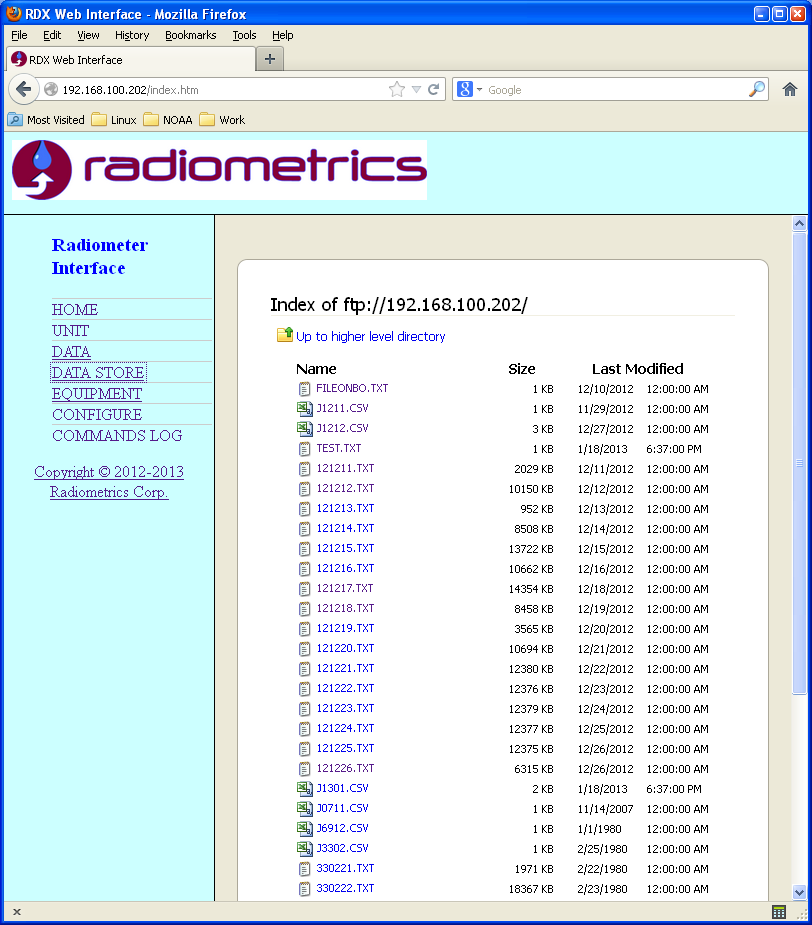 RDX Web Interface - Mozilla Firefox
File Edit View History Bookmarks Tools Help
RDX Web Interface
192.168.100.202/index.htm
Google
Most Visited Linux NOAA Work
radiometrics
Radiometer
Interface
HOME
UNIT
DATA
DATA STORE
EQUIPMENT
CONFIGURE
COMMANDS LOG
Copyright © 2012-2013
Radiometrics Corp.
Index of ftp://192.168.100.202/
Up to higher level directory
Name Size Last Modified
FILEONBO.TXT 1 KB 12/10/2012 12:00:00 AM
J1211.CSV 1 KB 11/29/2012 12:00:00 AM
J1212.CSV 3 KB 12/27/2012 12:00:00 AM
TEST.TXT 1 KB 1/18/2013 6:37:00 PM
121211.TXT 2029 KB 12/11/2012 12:00:00 AM
121212.TXT 10150 KB 12/12/2012 12:00:00 AM
121213.TXT 952 KB 12/13/2012 12:00:00 AM
121214.TXT 8508 KB 12/14/2012 12:00:00 AM
121215.TXT 13722 KB 12/15/2012 12:00:00 AM
121216.TXT 10662 KB 12/16/2012 12:00:00 AM
121217.TXT 14354 KB 12/18/2012 12:00:00 AM
121218.TXT 8458 KB 12/19/2012 12:00:00 AM
121219.TXT 3565 KB 12/20/2012 12:00:00 AM
121220.TXT 10694 KB 12/21/2012 12:00:00 AM
121221.TXT 12380 KB 12/22/2012 12:00:00 AM
121222.TXT 12376 KB 12/23/2012 12:00:00 AM
121223.TXT 12379 KB 12/24/2012 12:00:00 AM
121224.TXT 12377 KB 12/25/2012 12:00:00 AM
121225.TXT 12375 KB 12/26/2012 12:00:00 AM
121226.TXT 6315 KB 12/26/2012 12:00:00 AM
J1301.CSV 2 KB 1/18/2013 6:37:00 PM
J0711.CSV 1 KB 11/14/2007 12:00:00 AM
J6912.CSV 1 KB 1/1/1980 12:00:00 AM
J3302.CSV 1 KB 2/25/1980 12:00:00 AM
330221.TXT 1971 KB 2/22/1980 12:00:00 AM
330222.TXT 18367 KB 2/23/1980 12:00:00 AM